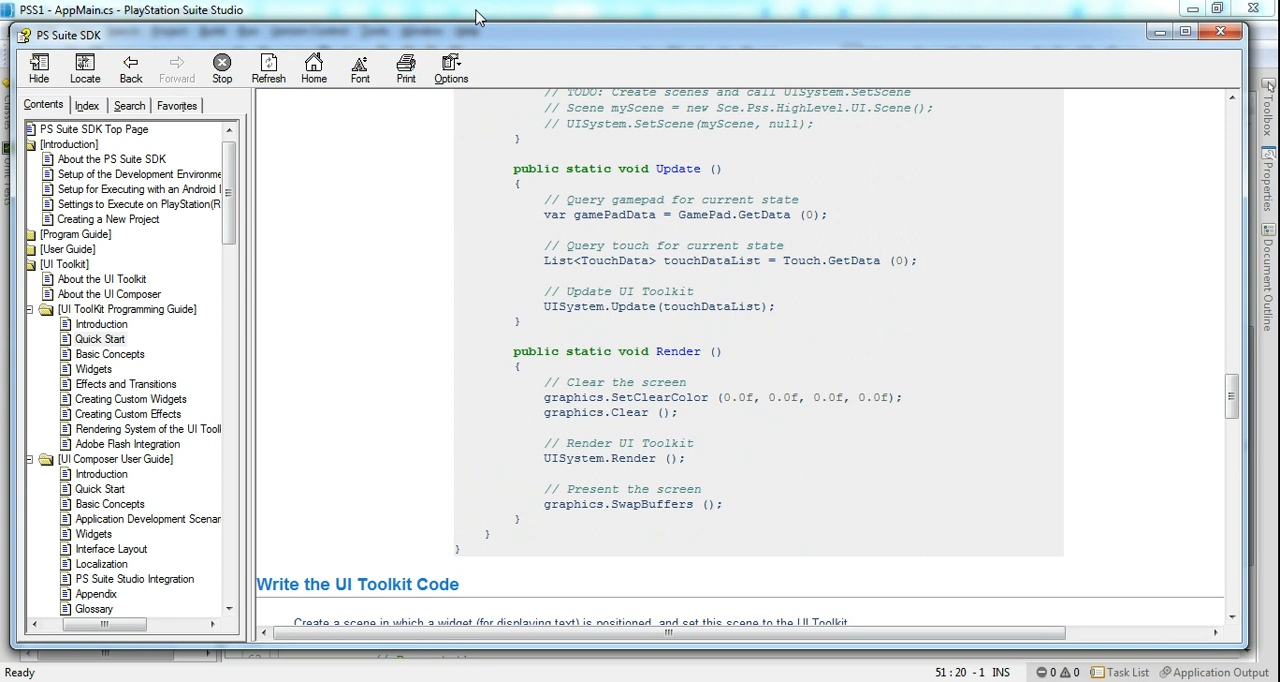 PSS1 - AppMain.cs - PlayStation Suite Studio
PS Suite SDK
Hide
Locate
Back
Forward
Stop
Refresh
Home
Font
Print
Options
Contents
Index
Search
Favorites
PS Suite SDK Top Page
[Introduction]
About the PS Suite SDK
Setup of the Development Environme
Setup for Executing with an Android
Settings to Execute on PlayStation(R
Creating a New Project
[Program Guide]
[User Guide]
[UI Toolkit]
About the UI Toolkit
About the UI Composer
[UI ToolKit Programming Guide]
Introduction
Quick Start
Basic Concepts
Widgets
Effects and Transitions
Creating Custom Widgets
Creating Custom Effects
Rendering System of the UI Tool
Adobe Flash Integration
[UI Composer User Guide]
Introduction
Quick Start
Basic Concepts
Application Development Scenar
Widgets
Interface Layout
Localization
PS Suite Studio Integration
Appendix
Glossary
// TODO: Create scenes and call UISystem.SetScene
// Scene myScene = new Sce.Pss.HighLevel.UI.Scene();
// UISystem.SetScene(myScene, null);
}
public static void Update ()
{
// Query gamepad for current state
var gamePadData = GamePad.GetData (0);
// Query touch for current state
List<TouchData> touchDataList = Touch.GetData (0);
// Update UI Toolkit
UISystem.Update(touchDataList);
}
public static void Render ()
{
// Clear the screen
graphics.SetClearColor (0.0f, 0.0f, 0.0f, 0.0f);
graphics.Clear ();
// Render UI Toolkit
UISystem.Render ();
// Present the screen
graphics.SwapBuffers ();
}
}
}
Write the UI Toolkit Code
Create a scene in which a widget (for displaying text) is positioned, and set this scene to the UI Toolkit
Toolbox
Properties
Document Outline
Ready
51 : 20 - 1 INS
0
0
Task List
Application Output